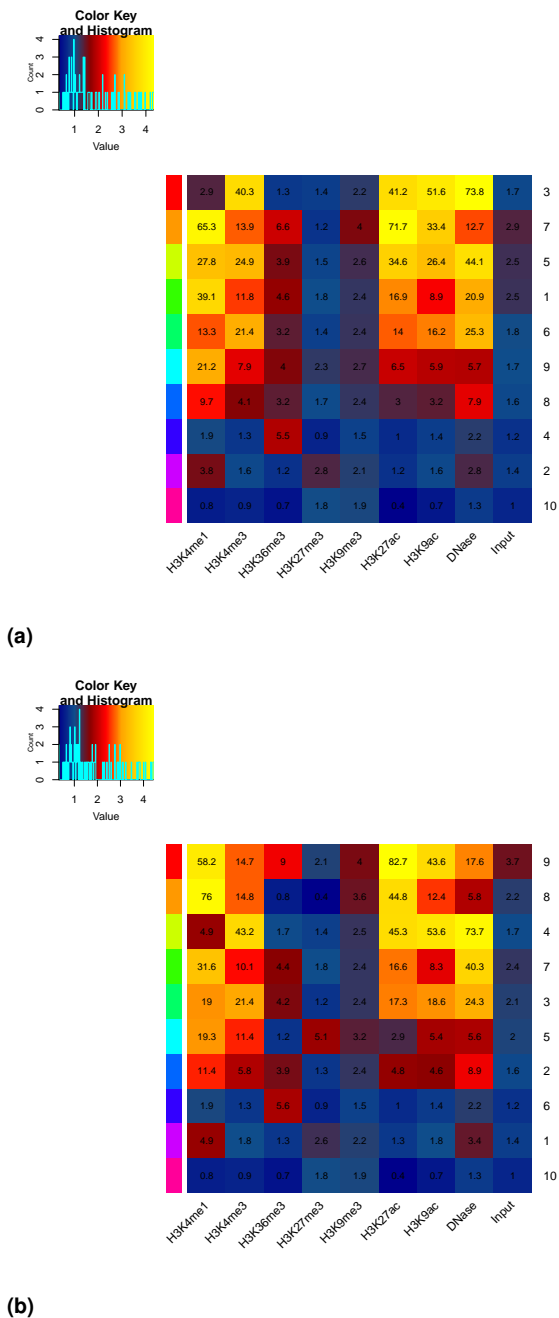 Color Key
and Histogram
Count
0 1 2 3 4
1 2 3 4
Value
2.9 40.3 1.3 1.4 2.2 41.2 51.6 73.8 1.7 3
65.3 13.9 6.6 1.2 4 71.7 33.4 12.7 2.9 7
27.8 24.9 3.9 1.5 2.6 34.6 26.4 44.1 2.5 5
39.1 11.8 4.6 1.8 2.4 16.9 8.9 20.9 2.5 1
13.3 21.4 3.2 1.4 2.4 14 16.2 25.3 1.8 6
21.2 7.9 4 2.3 2.7 6.5 5.9 5.7 1.7 9
9.7 4.1 3.2 1.7 2.4 3 3.2 7.9 1.6 8
1.9 1.3 5.5 0.9 1.5 1 1.4 2.2 1.2 4
3.8 1.6 1.2 2.8 2.1 1.2 1.6 2.8 1.4 2
0.8 0.9 0.7 1.8 1.9 0.7 1.3 1 10
H3K4me1 H3K4me3 H3K36me3 H3K27me3 H3K9me3 H3K27ac H3K9ac DNase Input
(a)
Color Key
and Histogram
Count
0 1 2 3 4
1 2 3 4
Value
58.2 14.7 9 2.1 4 82.7 43.6 17.6 3.7 9
76 14.8 0.8 3.6 44.8 12.4 5.8 2.2 8
4.9 43.2 1.7 1.4 2.5 45.3 53.6 73.7 1.7 4
31.6 10.1 4.4 1.8 2.4 16.6 8.3 40.3 2.4 7
19 21.4 4.2 1.2 2.4 17.3 18.6 24.3 2.1 3
19.3 11.4 1.2 5.1 3.2 2.9 5.4 5.6 2 5
11.4 5.8 3.9 1.3 2.4 4.8 4.6 8.9 1.6 2
1.9 1.3 5.6 0.9 1.5 1 1.4 2.2 1.2 6
4.9 1.8 1.3 2.6 2.2 1.3 1.8 3.4 1.4 1
0.8 0.9 0.7 1.8 1.9 0.7 1.3 1 10
H3K4me1 H3K4me3 H3K36me3 H3K27me3 H3K9me3 H3K27ac H3K9ac DNase Input
(b)